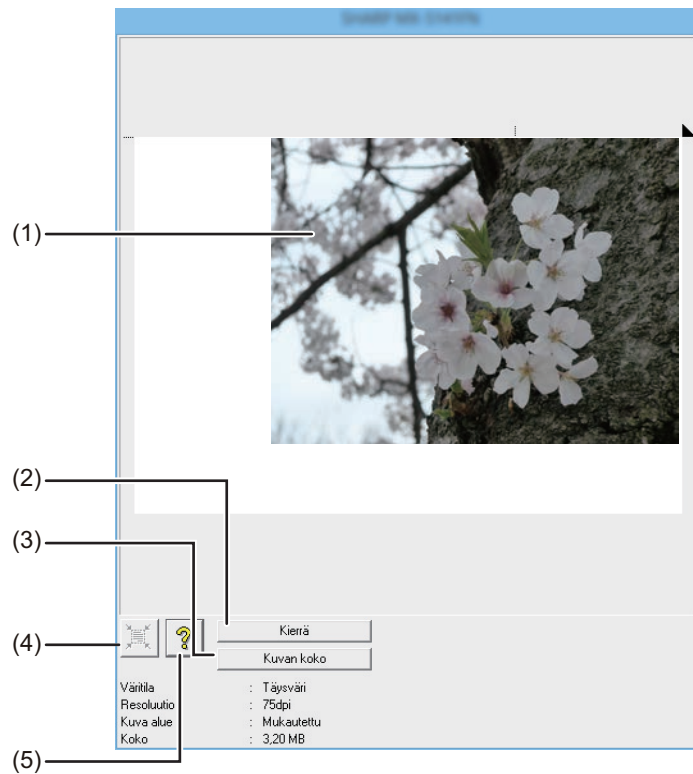 (1)
(2)
(3)
(4)
(5)
Kierrä
Kuvan koko
Väritila : Täysväri
Resoluutio : 75dpi
Kuva alue : Mukautettu
Koko : 3,20 MB